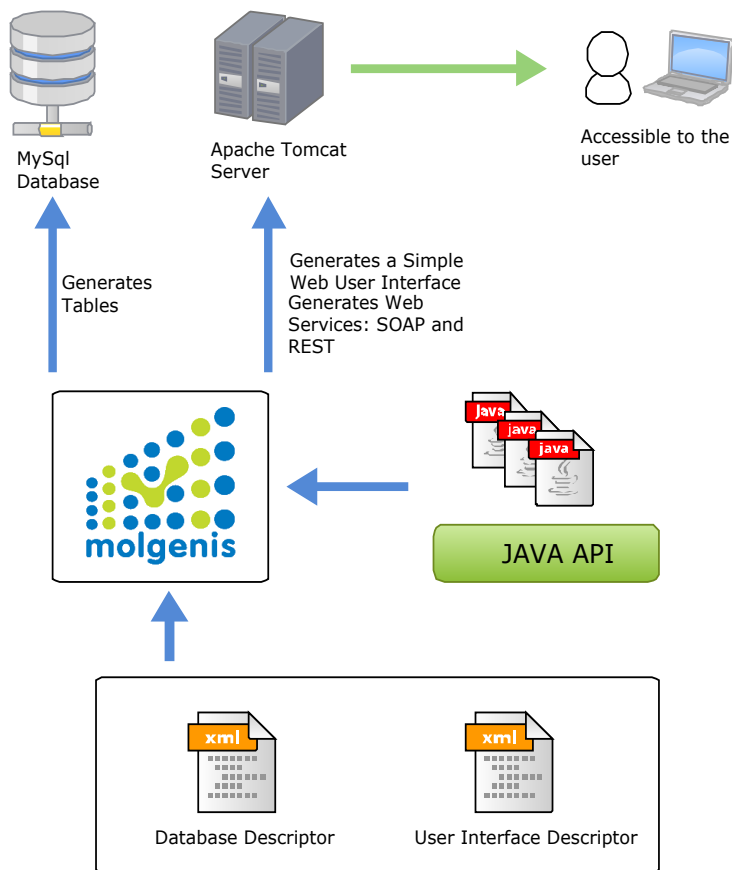 MySql
Database
Apache Tomcat
Server
Accessible to the
user
Generates
Tables
Generates a Simple
Web User Interface
Generates Web
Services: SOAP and
REST
molgenis
Java
java
java
JAVA API
xml
xml
Database Descriptor
User Interface Descriptor